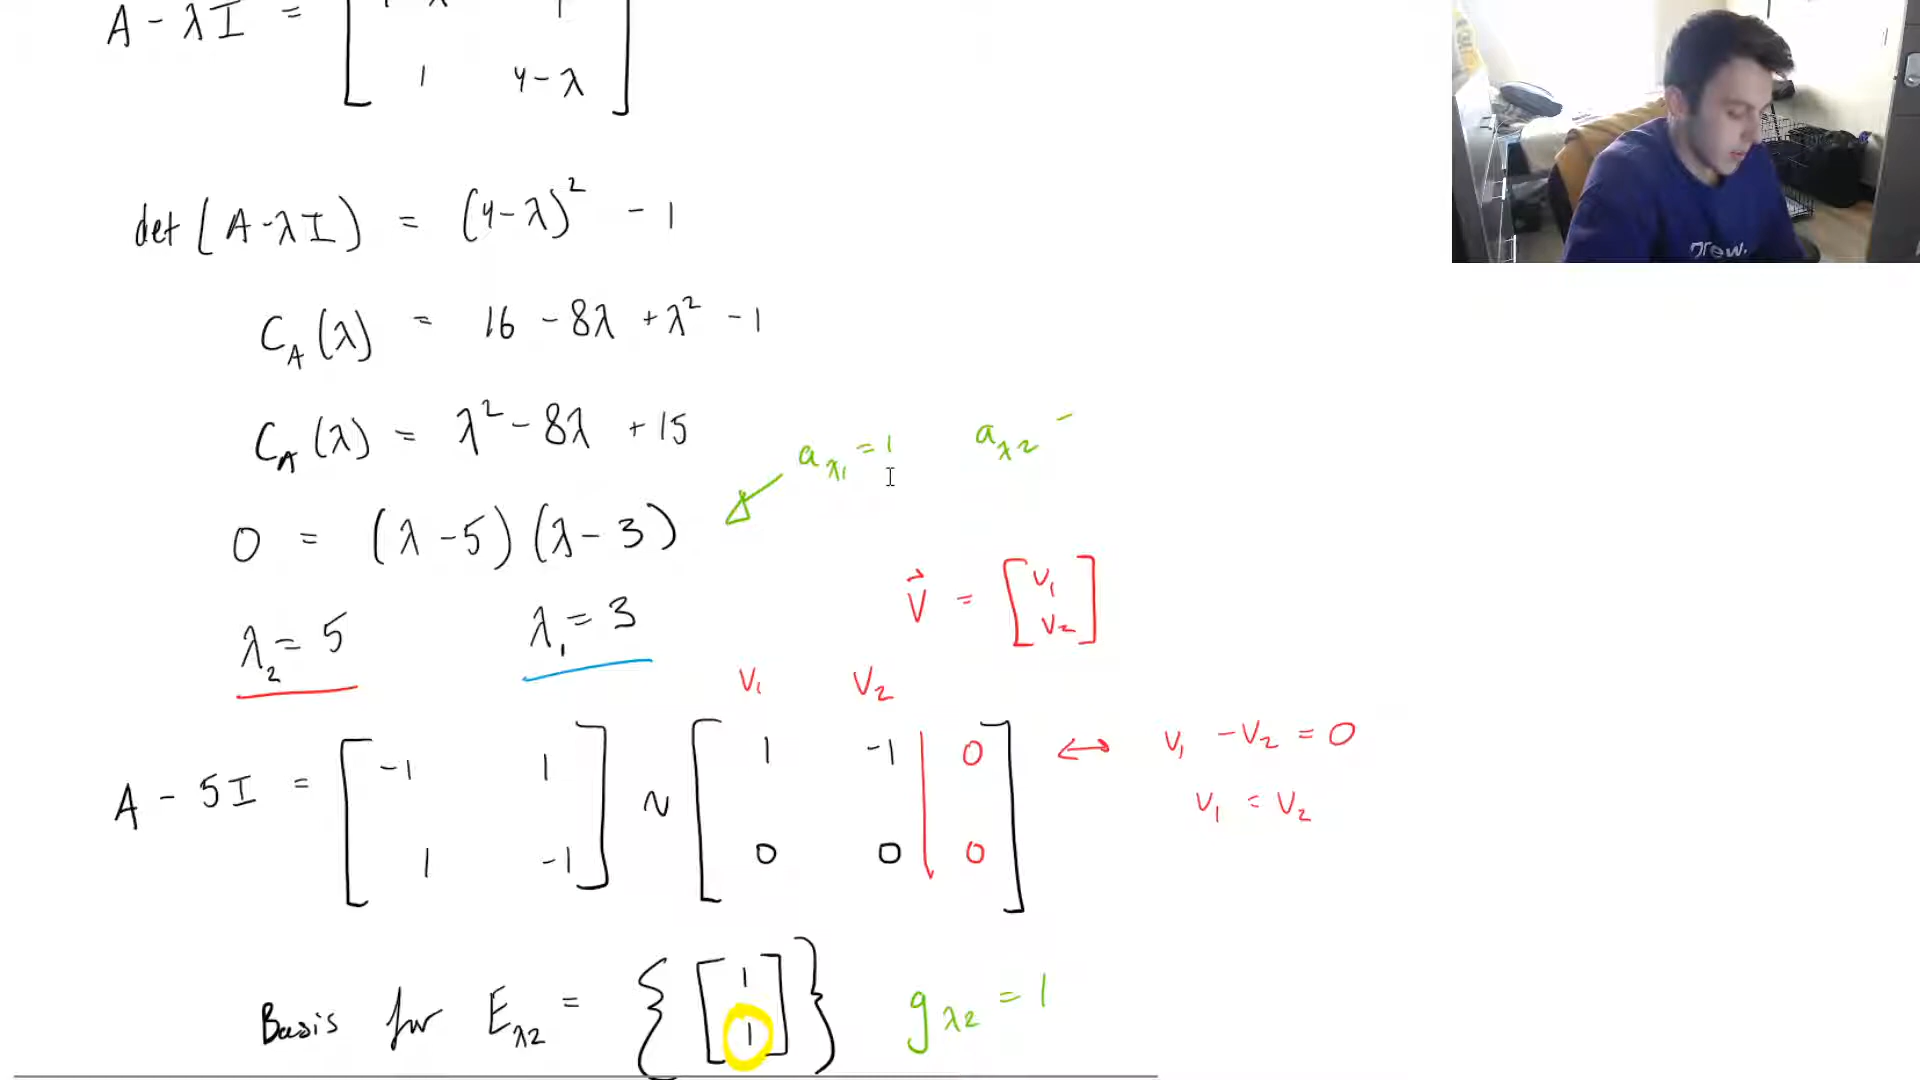 A - λI =
1 4-λ
det(A-λI) = (4-λ)² - 1
C_A(λ) = 16 - 8λ + λ² - 1
C_A(λ) = λ² - 8λ + 15
a_λ1 = 1 a_λ2 -
0 = (λ-5)(λ-3)
V⃗ = [V₁
V₂]
λ₂ = 5 λ₁ = 3
V₁ V₂
A - 5I = [-1 1
1 -1] ~ [1 -1 | 0
0 0 | 0] ↔ V₁ - V₂ = 0
V₁ = V₂
Basis for E_λ2 = {[1
1]} g_λ2 = 1
grew.